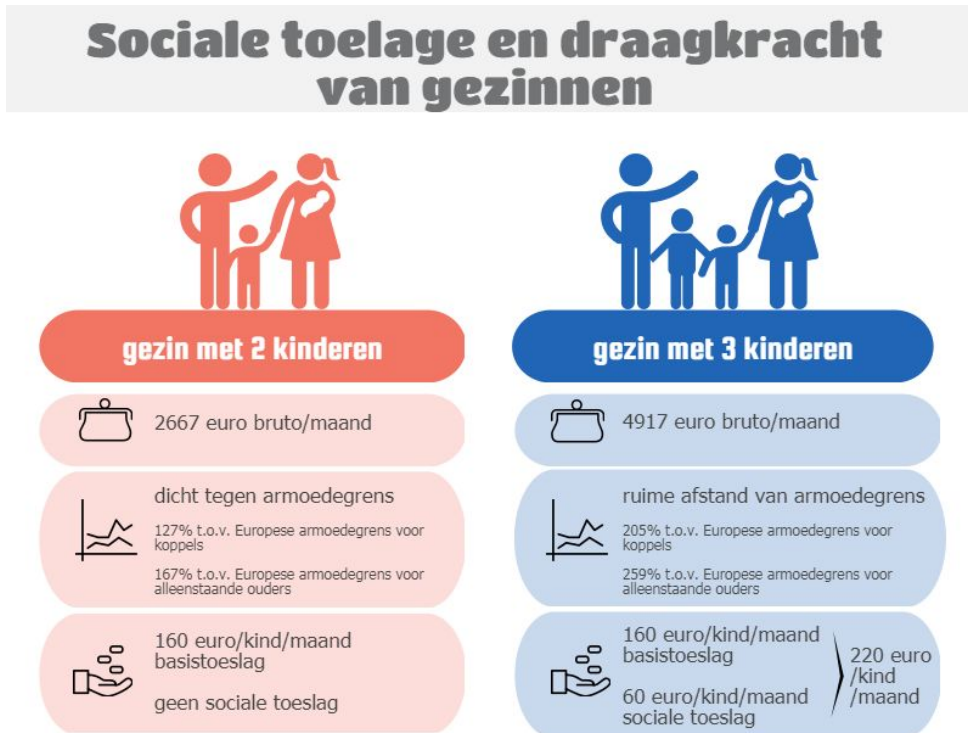 Sociale toelage en draagkracht
van gezinnen
gezin met 2 kinderen
2667 euro bruto/maand
dicht tegen armoedegrens
127% t.o.v. Europese armoedegrens voor
koppels
167% t.o.v. Europese armoedegrens voor
alleenstaande ouders
160 euro/kind/maand
basistoeslag
geen sociale toeslag
gezin met 3 kinderen
4917 euro bruto/maand
ruime afstand van armoedegrens
205% t.o.v. Europese armoedegrens voor
koppels
259% t.o.v. Europese armoedegrens voor
alleenstaande ouders
160 euro/kind/maand
basistoeslag
60 euro/kind/maand
sociale toeslag
220 euro
/kind
/maand